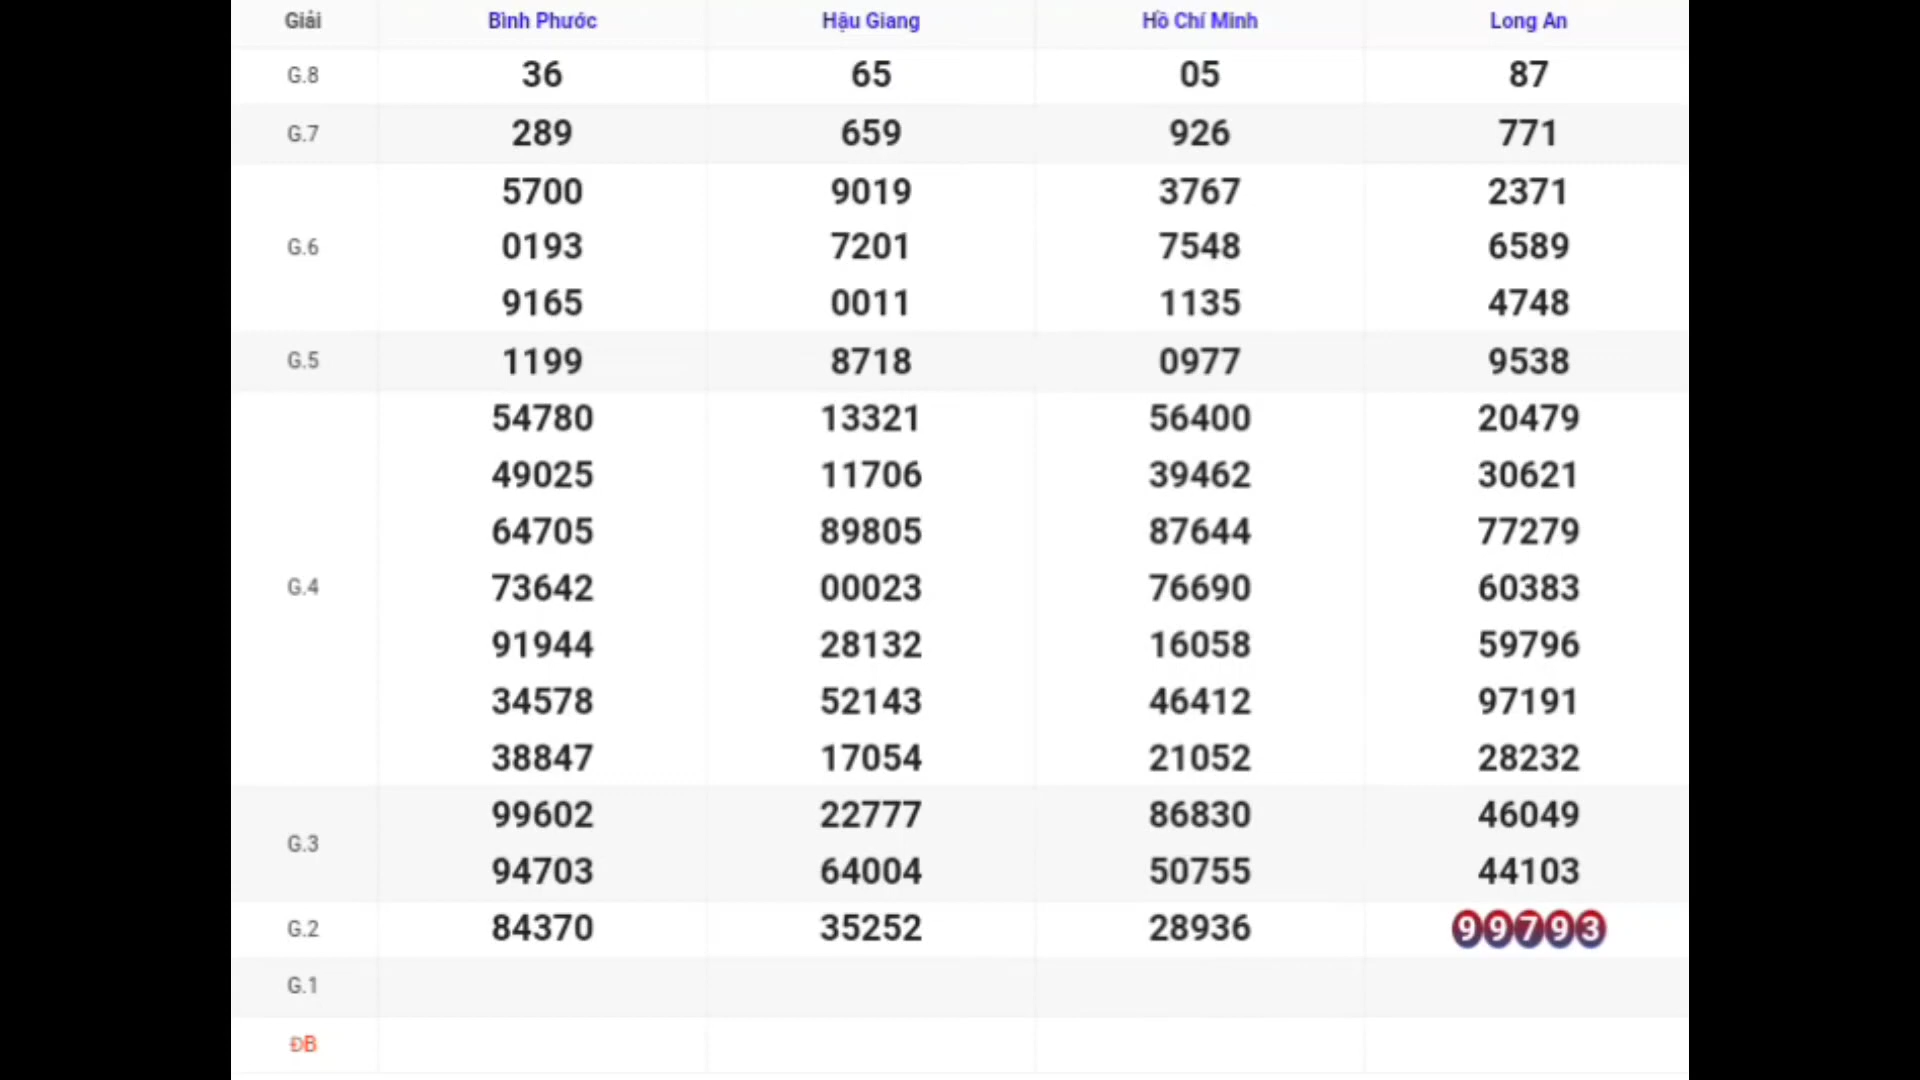 Giải Bình Phước Hậu Giang Hồ Chí Minh Long An
G.8 36 65 05 87
G.7 289 659 926 771
5700 9019 3767 2371
G.6 0193 7201 7548 6589
9165 0011 1135 4748
G.5 1199 8718 0977 9538
54780 13321 56400 20479
49025 11706 39462 30621
64705 89805 87644 77279
G.4 73642 00023 76690 60383
91944 28132 16058 59796
34578 52143 46412 97191
38847 17054 21052 28232
99602 22777 86830 46049
G.3
94703 64004 50755 44103
G.2 84370 35252 28936 99793
G.1
ĐB